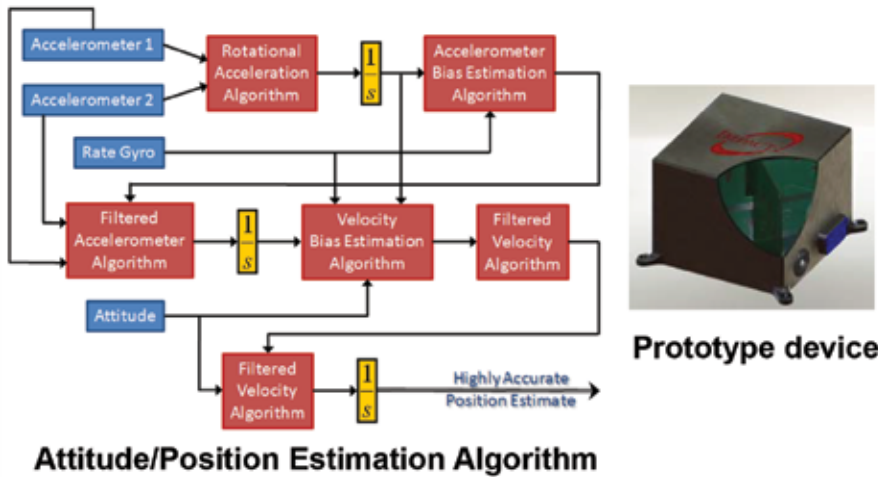 Accelerometer 1
Accelerometer 2
Rotational
Acceleration
Algorithm
1
s
Accelerometer
Bias Estimation
Algorithm
Rate Gyro
Filtered
Accelerometer
Algorithm
1
s
Velocity
Bias Estimation
Algorithm
Filtered
Velocity
Algorithm
Attitude
Filtered
Velocity
Algorithm
1
s
Highly Accurate
Position Estimate
Prototype device
Attitude/Position Estimation Algorithm